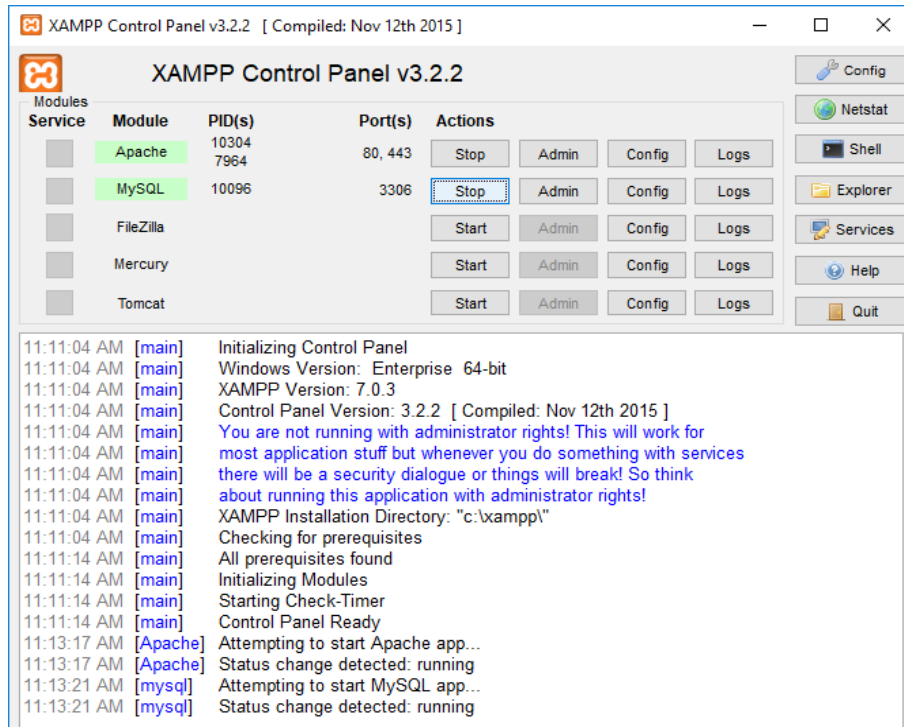 XAMPP Control Panel v3.2.2 [ Compiled: Nov 12th 2015 ]
XAMPP Control Panel v3.2.2
Config
Modules
Service Module PID(s) Port(s) Actions
Netstat
Apache 10304 7964 80, 443 Stop Admin Config Logs
Shell
MySQL 10096 3306 Stop Admin Config Logs
Explorer
FileZilla Start Admin Config Logs
Services
Mercury Start Admin Config Logs
Help
Tomcat Start Admin Config Logs
Quit
11:11:04 AM [main] Initializing Control Panel
11:11:04 AM [main] Windows Version: Enterprise 64-bit
11:11:04 AM [main] XAMPP Version: 7.0.3
11:11:04 AM [main] Control Panel Version: 3.2.2 [ Compiled: Nov 12th 2015 ]
11:11:04 AM [main] You are not running with administrator rights! This will work for
11:11:04 AM [main] most application stuff but whenever you do something with services
11:11:04 AM [main] there will be a security dialogue or things will break! So think
11:11:04 AM [main] about running this application with administrator rights!
11:11:04 AM [main] XAMPP Installation Directory: "c:\xampp\"
11:11:04 AM [main] Checking for prerequisites
11:11:14 AM [main] All prerequisites found
11:11:14 AM [main] Initializing Modules
11:11:14 AM [main] Starting Check-Timer
11:11:14 AM [main] Control Panel Ready
11:13:17 AM [Apache] Attempting to start Apache app...
11:13:17 AM [Apache] Status change detected: running
11:13:21 AM [mysql] Attempting to start MySQL app...
11:13:21 AM [mysql] Status change detected: running